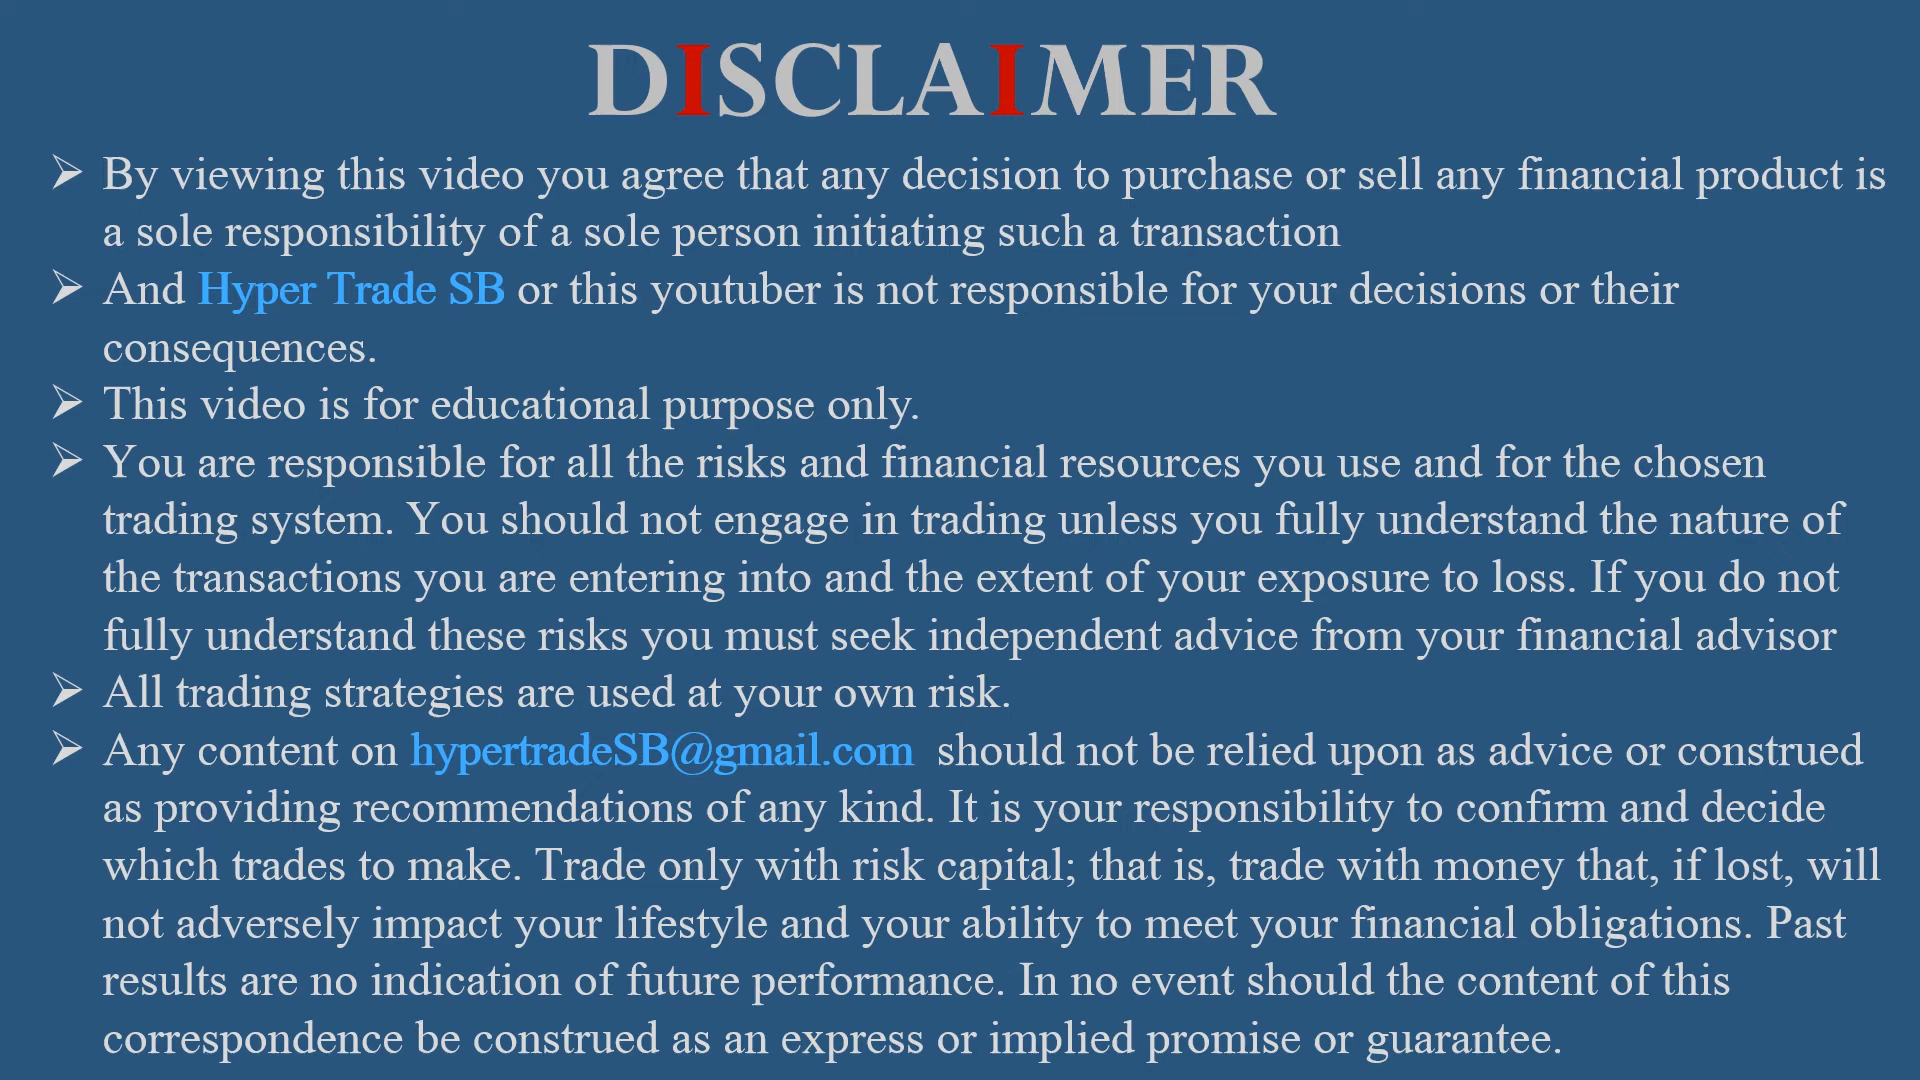 DISCLAIMER
➢ By viewing this video you agree that any decision to purchase or sell any financial product is
a sole responsibility of a sole person initiating such a transaction
➢ And Hyper Trade SB or this youtuber is not responsible for your decisions or their
consequences.
➢ This video is for educational purpose only.
➢ You are responsible for all the risks and financial resources you use and for the chosen
trading system. You should not engage in trading unless you fully understand the nature of
the transactions you are entering into and the extent of your exposure to loss. If you do not
fully understand these risks you must seek independent advice from your financial advisor
➢ All trading strategies are used at your own risk.
➢ Any content on hypertradeSB@gmail.com should not be relied upon as advice or construed
as providing recommendations of any kind. It is your responsibility to confirm and decide
which trades to make. Trade only with risk capital; that is, trade with money that, if lost, will
not adversely impact your lifestyle and your ability to meet your financial obligations. Past
results are no indication of future performance. In no event should the content of this
correspondence be construed as an express or implied promise or guarantee.